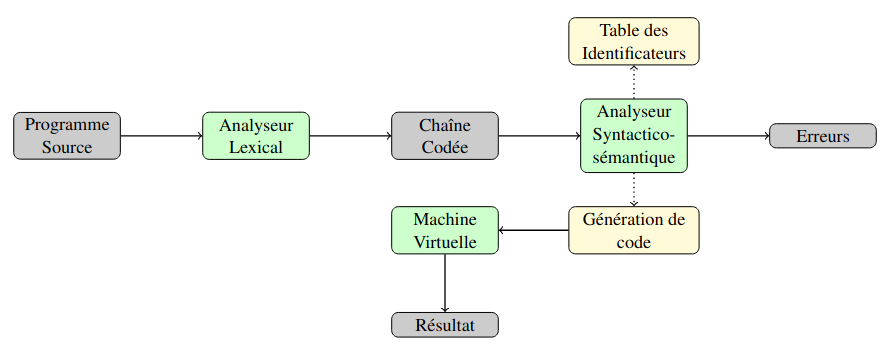 Table des
Identificateurs
Programme
Source
Analyseur
Lexical
Chaîne
Codée
Analyseur
Syntactico-
sémantique
Erreurs
Machine
Virtuelle
Génération de
code
Résultat